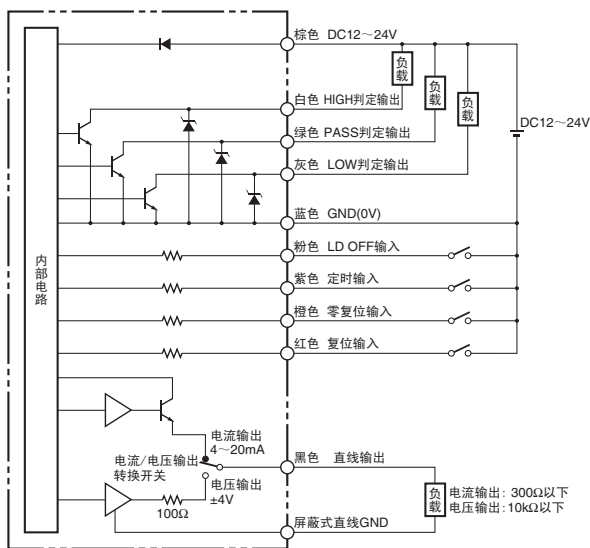 棕色 DC12～24V
负载
负载
负载
白色 HIGH判定输出
DC12～24V
绿色 PASS判定输出
灰色 LOW判定输出
蓝色 GND(0V)
内部电路
粉色 LD OFF输入
紫色 定时输入
橙色 零复位输入
红色 复位输入
电流输出
4～20mA
电流/电压输出
转换开关
黑色 直线输出
电压输出
±4V
100Ω
负载
电流输出：300Ω以下
电压输出：10kΩ以下
屏蔽式直线GND